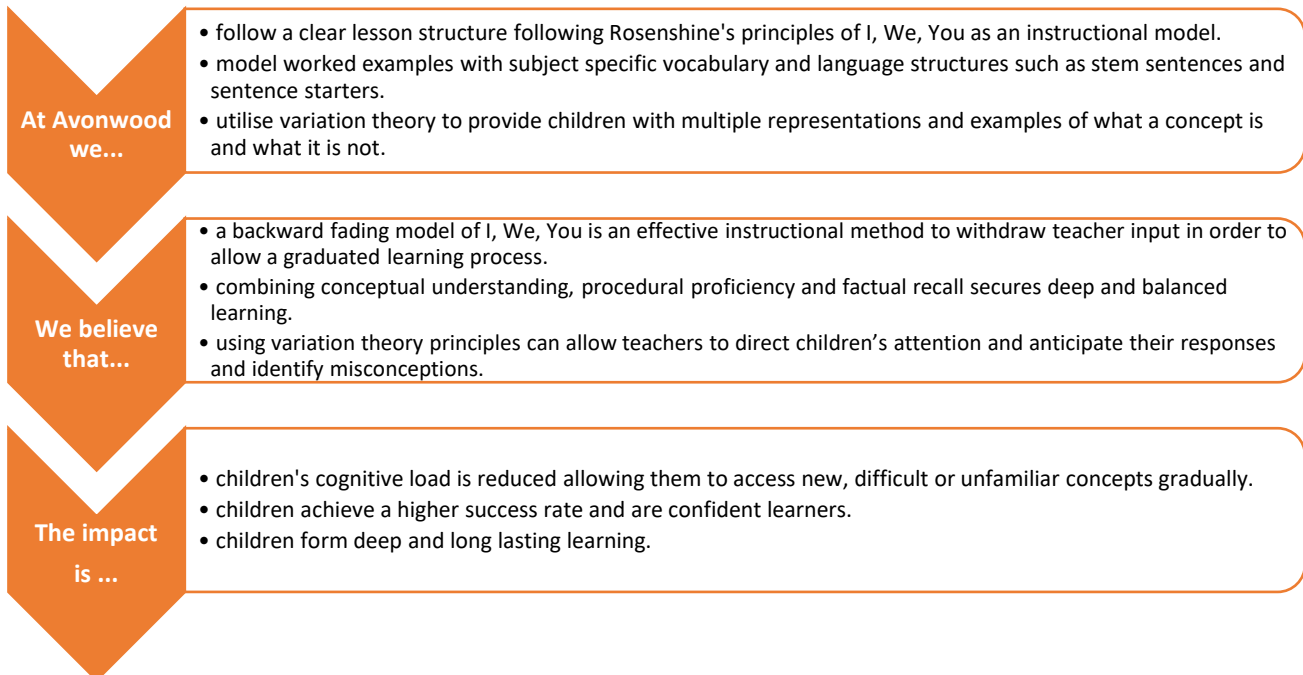 At Avonwood
we...
• follow a clear lesson structure following Rosenshine's principles of I, We, You as an instructional model.
• model worked examples with subject specific vocabulary and language structures such as stem sentences and
sentence starters.
• utilise variation theory to provide children with multiple representations and examples of what a concept is
and what it is not.
We believe
that...
• a backward fading model of I, We, You is an effective instructional method to withdraw teacher input in order to
allow a graduated learning process.
• combining conceptual understanding, procedural proficiency and factual recall secures deep and balanced
learning.
• using variation theory principles can allow teachers to direct children’s attention and anticipate their responses
and identify misconceptions.
The impact
is ...
• children's cognitive load is reduced allowing them to access new, difficult or unfamiliar concepts gradually.
• children achieve a higher success rate and are confident learners.
• children form deep and long lasting learning.